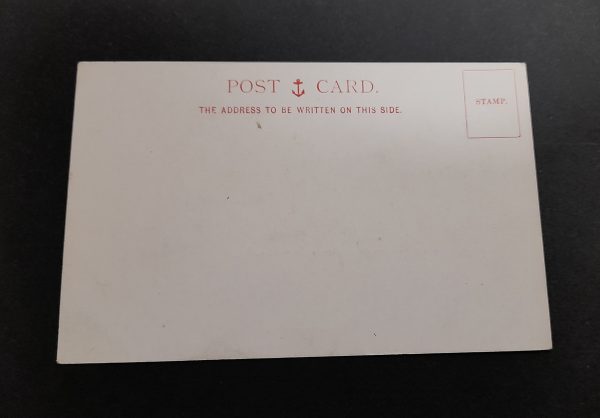 POST CARD.
THE ADDRESS TO BE WRITTEN ON THIS SIDE.
STAMP.